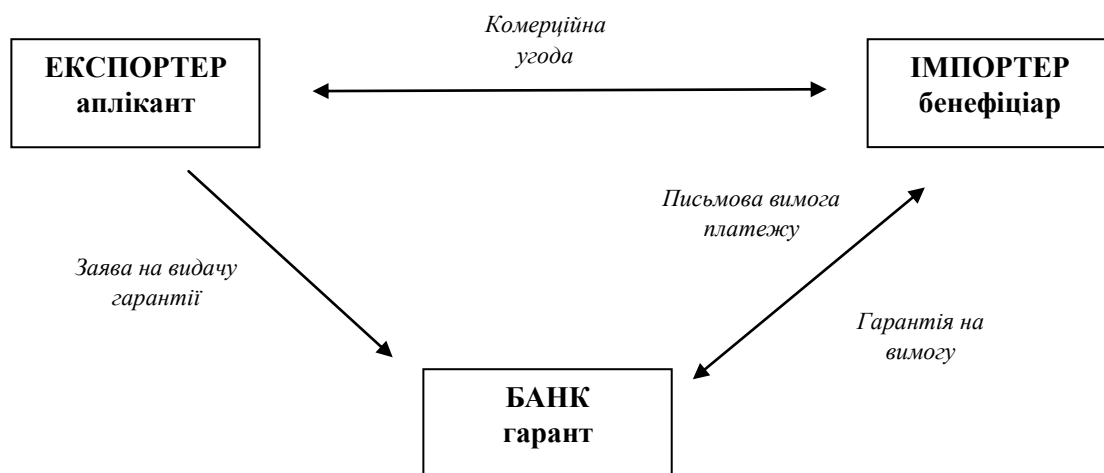 Комерційна
угода
ЕКСПОРТЕР
аплікант
ІМПОРТЕР
бенефіціар
Письмова вимога
платежу
Заява на видачу
гарантії
Гарантія на
вимогу
БАНК
гарант